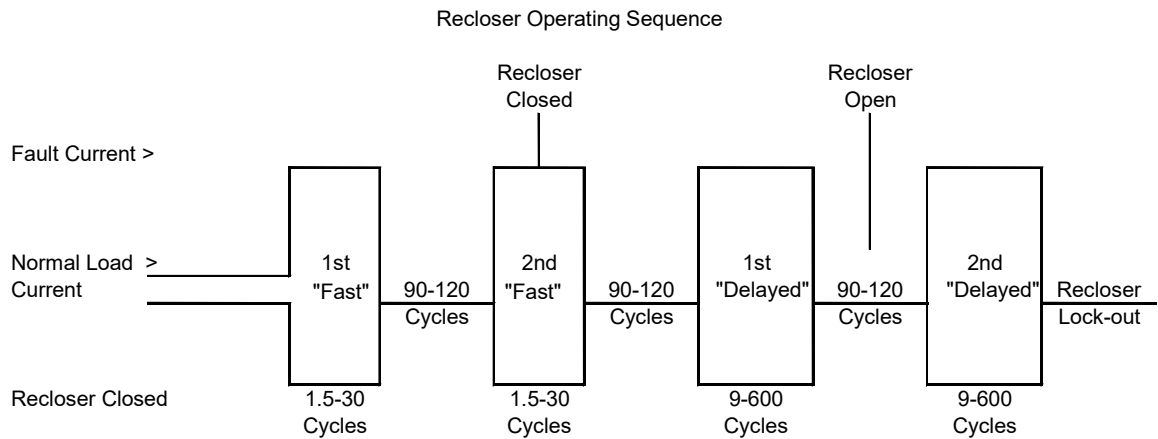 Recloser Operating Sequence
Recloser
Closed
Recloser
Open
Fault Current >
Normal Load >
Current
1st
"Fast"
90-120
Cycles
2nd
"Fast"
90-120
Cycles
1st
"Delayed"
90-120
Cycles
2nd
"Delayed"
Recloser
Lock-out
Recloser Closed
1.5-30
Cycles
1.5-30
Cycles
9-600
Cycles
9-600
Cycles